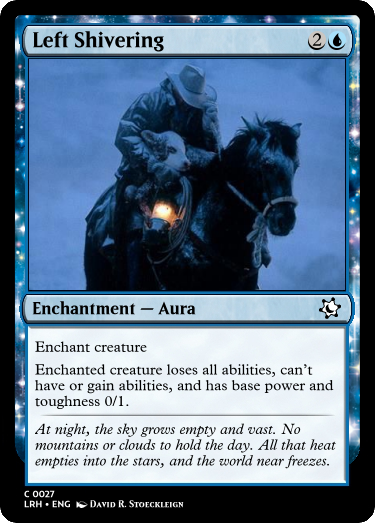 Left Shivering 2
Enchantment — Aura
Enchant creature
Enchanted creature loses all abilities, can't
have or gain abilities, and has base power and
toughness 0/1.
At night, the sky grows empty and vast. No
mountains or clouds to hold the day. All that heat
empties into the stars, and the world near freezes.
C 0027
LRH • ENG David R. Stoeckleign